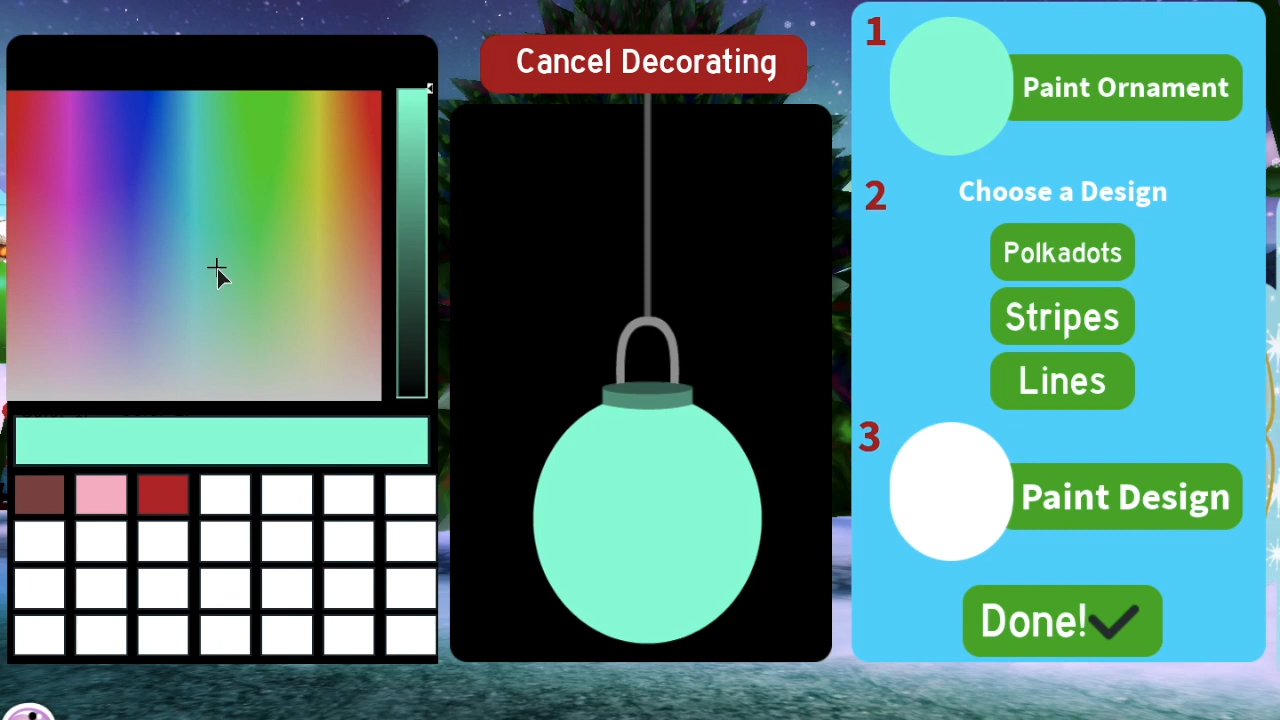 Cancel Decorating
1
Paint Ornament
2
Choose a Design
Polkadots
Stripes
Lines
3
Paint Design
Done!